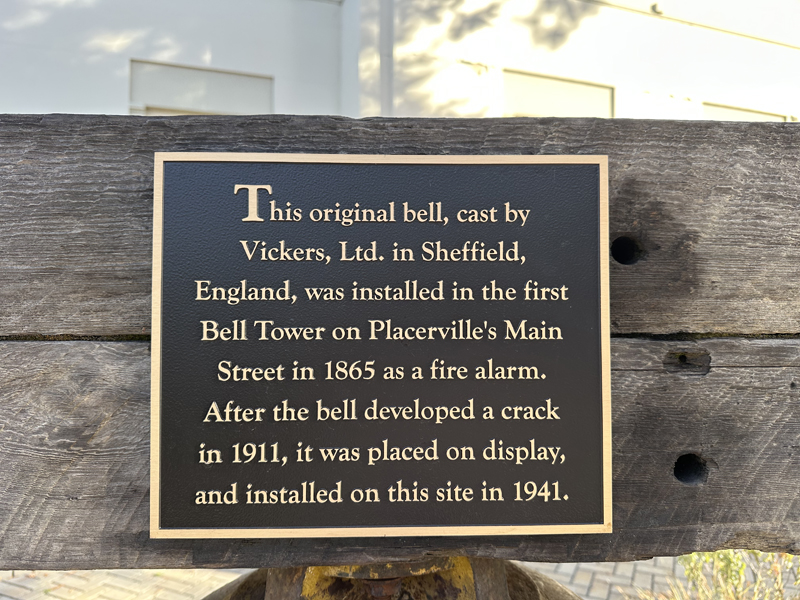 This original bell, cast by
Vickers, Ltd. in Sheffield,
England, was installed in the first
Bell Tower on Placerville's Main
Street in 1865 as a fire alarm.
After the bell developed a crack
in 1911, it was placed on display,
and installed on this site in 1941.